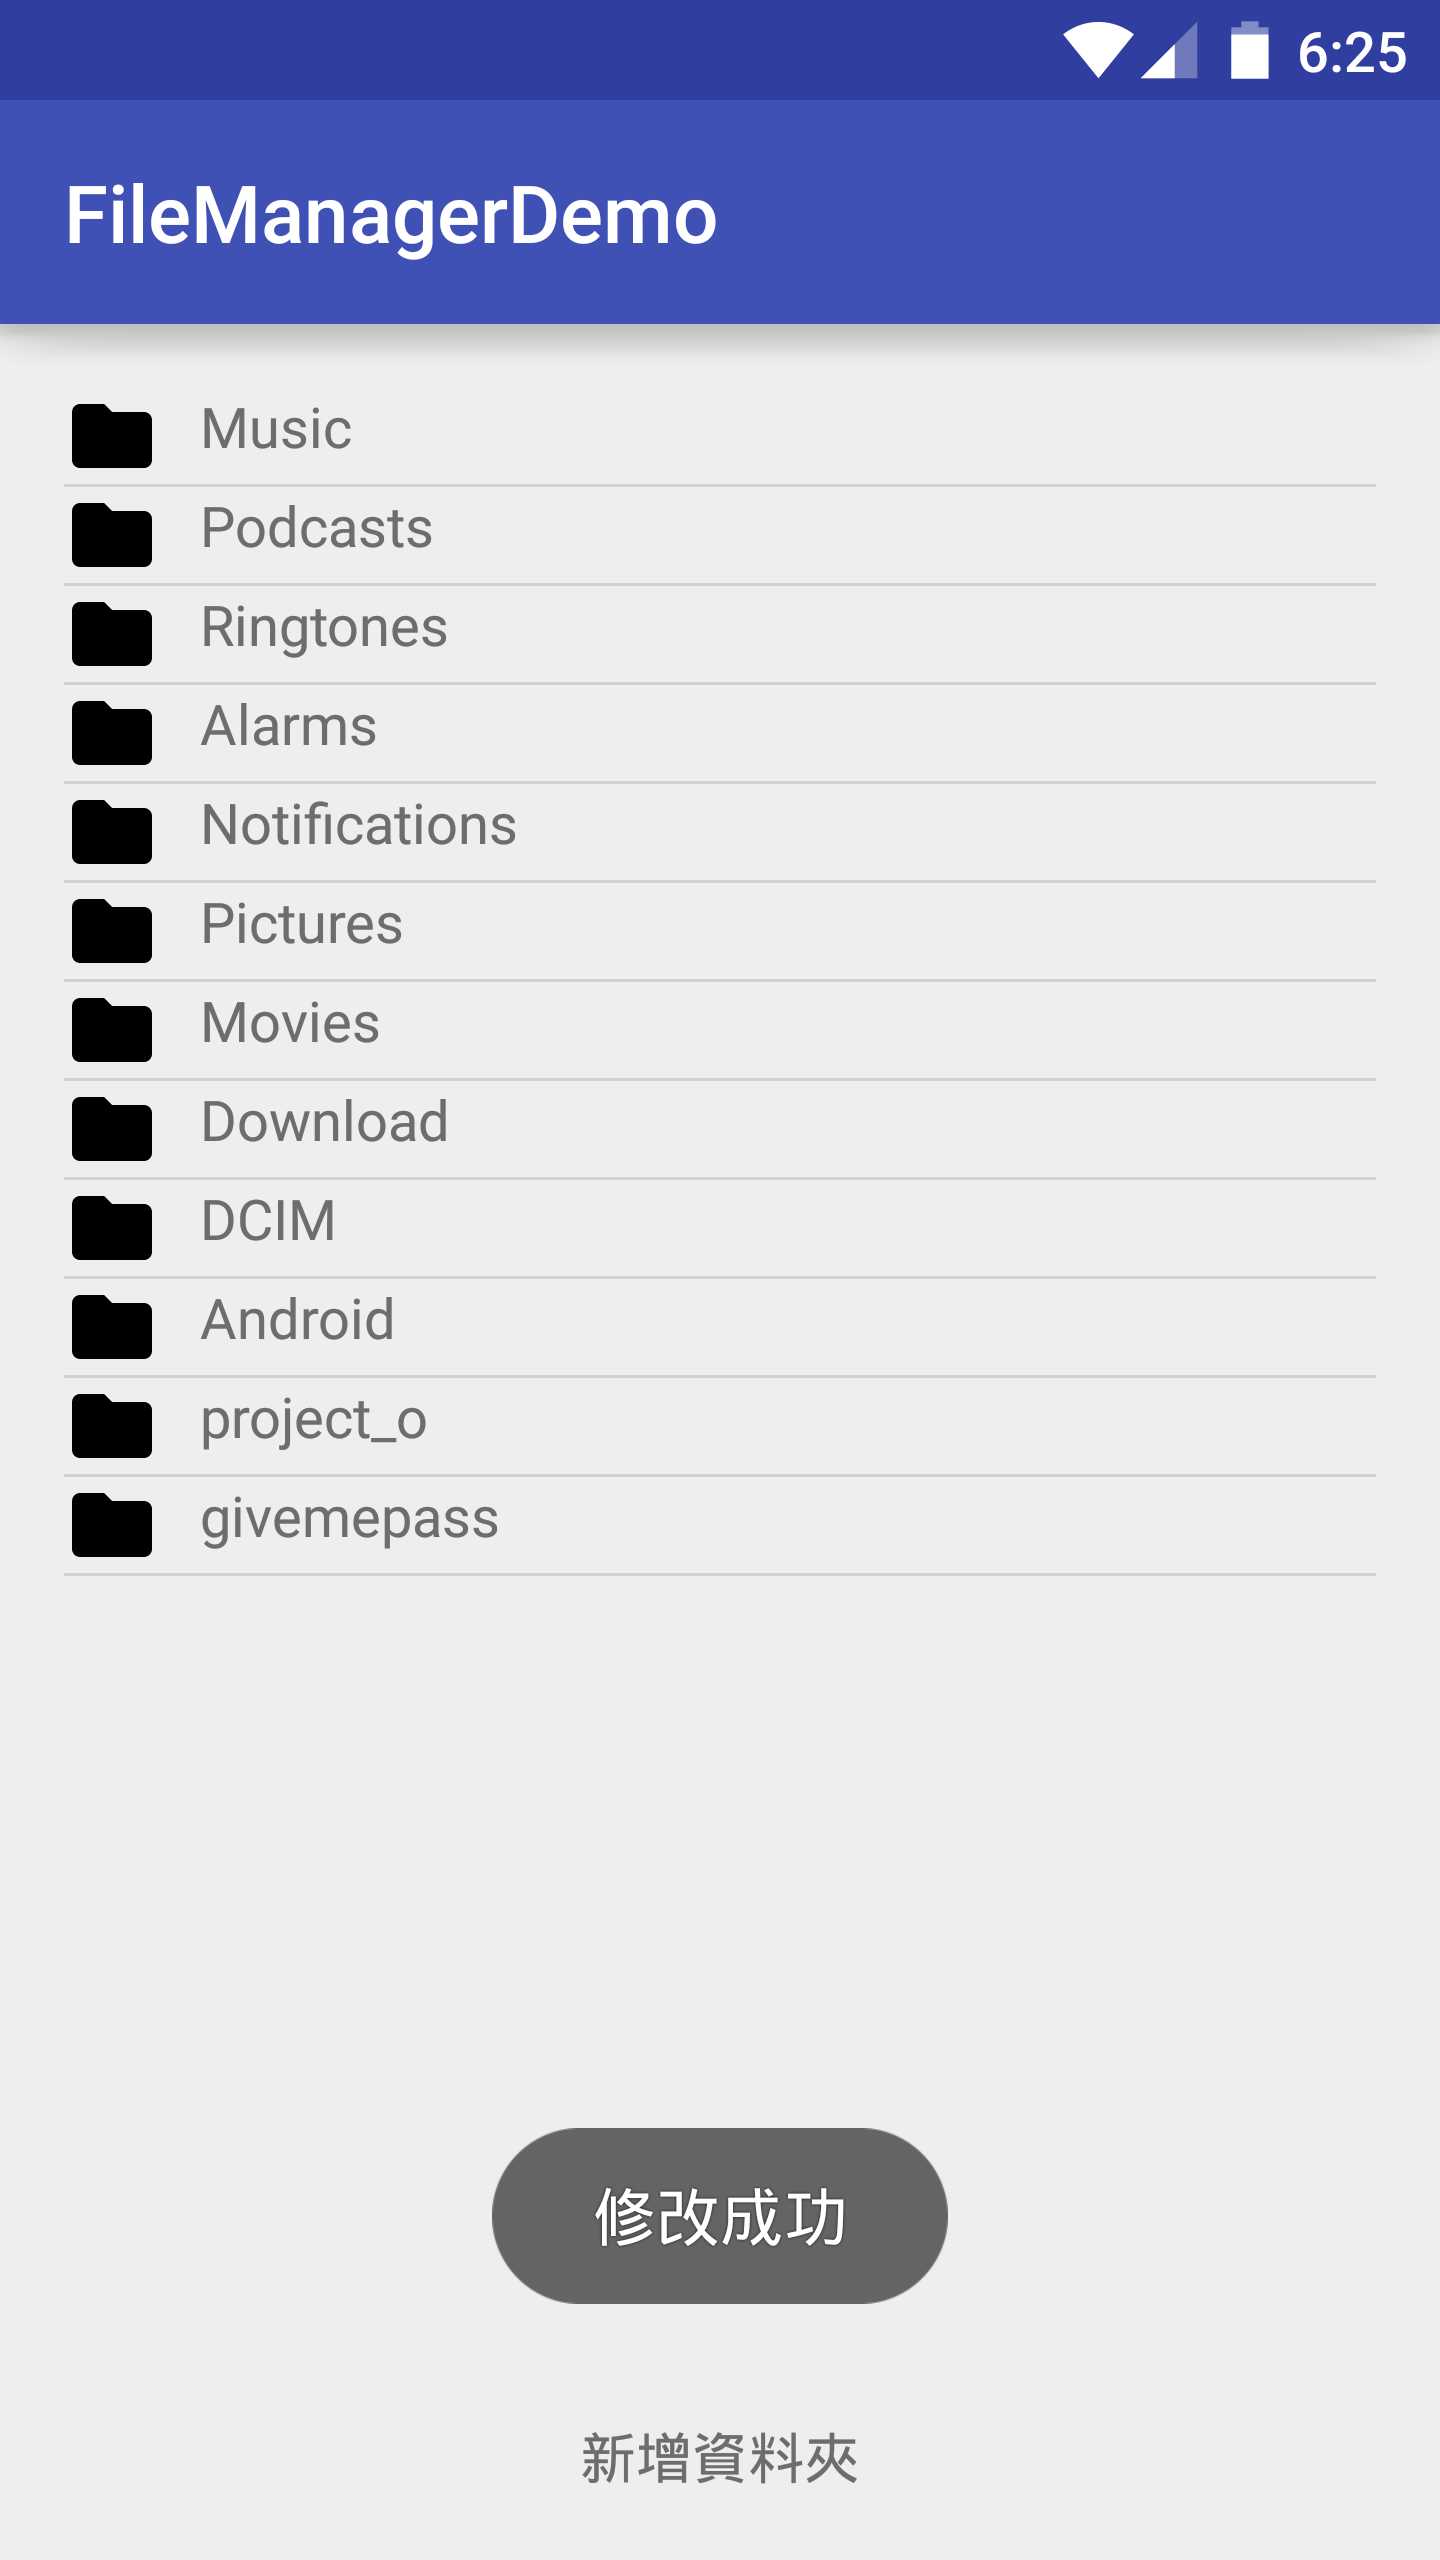 6:25
FileManagerDemo
Music
Podcasts
Ringtones
Alarms
Notifications
Pictures
Movies
Download
DCIM
Android
project_o
givemepass
修改成功
新增資料夾